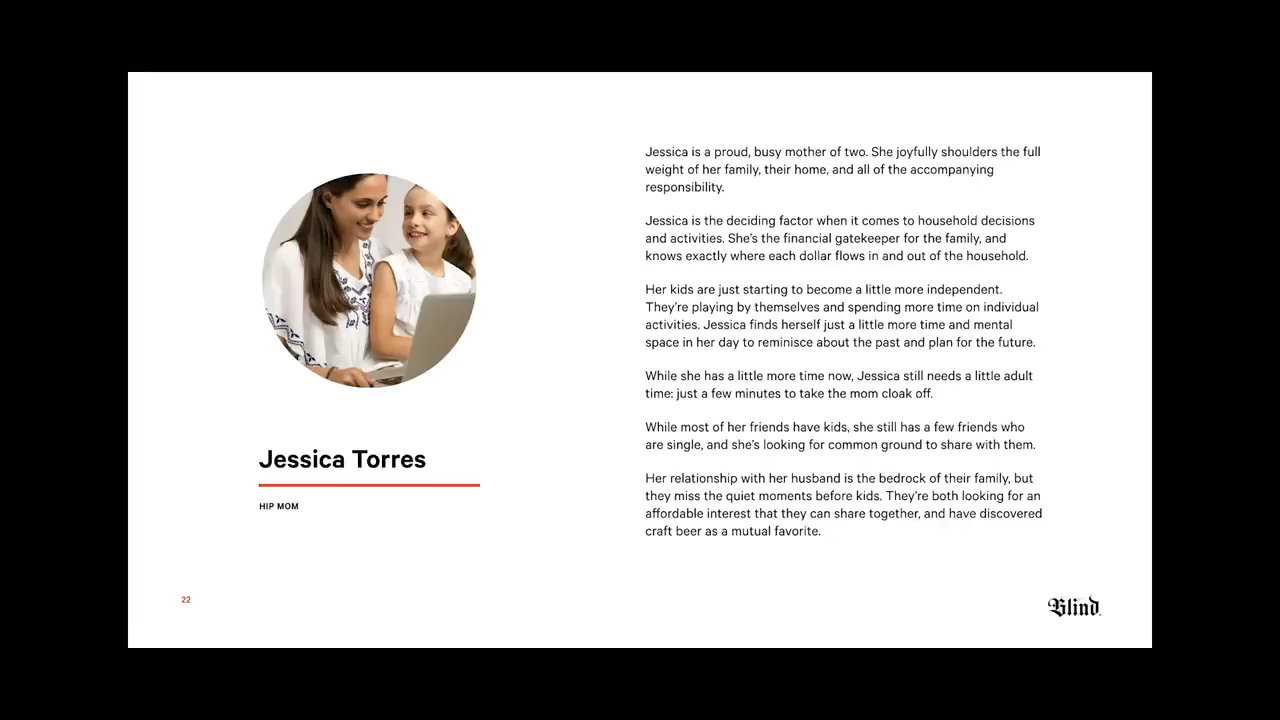 Jessica is a proud, busy mother of two. She joyfully shoulders the full
weight of her family, their home, and all of the accompanying
responsibility.
Jessica is the deciding factor when it comes to household decisions
and activities. She’s the financial gatekeeper for the family, and
knows exactly where each dollar flows in and out of the household.
Her kids are just starting to become a little more independent.
They’re playing by themselves and spending more time on individual
activities. Jessica finds herself just a little more time and mental
space in her day to reminisce about the past and plan for the future.
While she has a little more time now, Jessica still needs a little adult
time: just a few minutes to take the mom cloak off.
While most of her friends have kids, she still has a few friends who
are single, and she’s looking for common ground to share with them.
Her relationship with her husband is the bedrock of their family, but
they miss the quiet moments before kids. They’re both looking for an
affordable interest that they can share together, and have discovered
craft beer as a mutual favorite.
Jessica Torres
HIP MOM
22
Blind